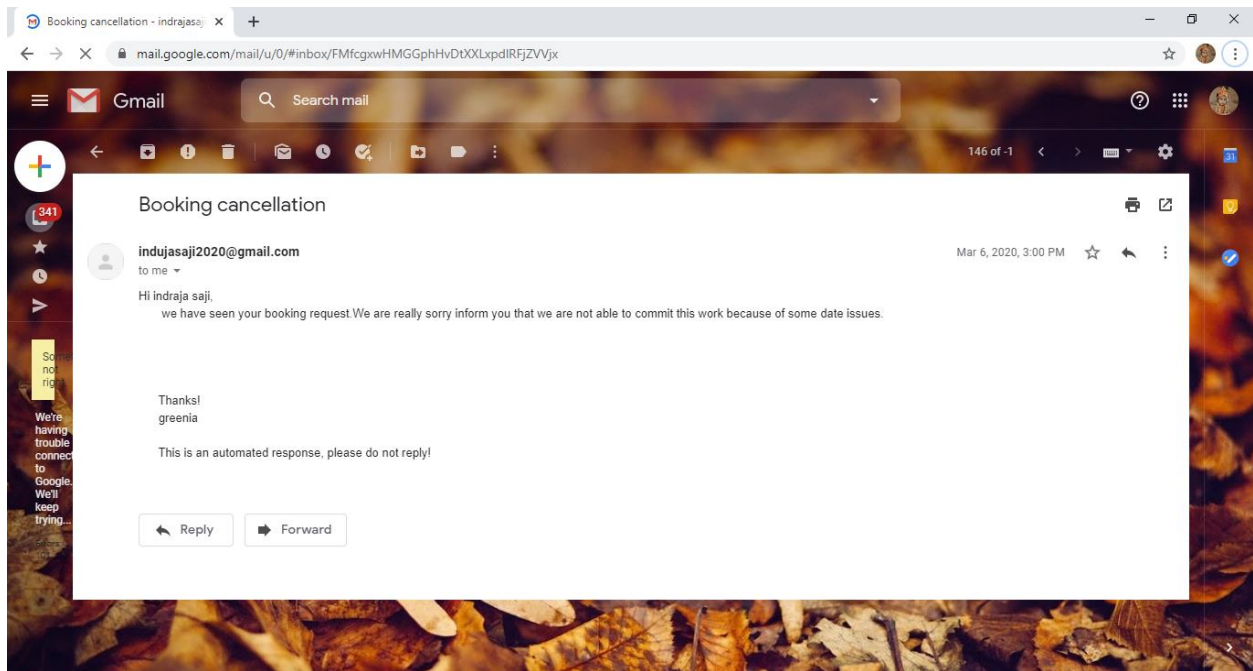 Booking cancellation - indrajasaj
mail.google.com/mail/u/0/#inbox/FMfcgxwHMGGphHvDtXXLxpdlRFjZVVjx
Gmail
Search mail
146 of -1
31
341
Booking cancellation
indujasaji2020@gmail.com
Mar 6, 2020, 3:00 PM
to me
Hi indraja saji,
we have seen your booking request.We are really sorry inform you that we are not able to commit this work because of some date issues.
Thanks!
greenia
This is an automated response, please do not reply!
Reply
Forward
not
right
We're
having
trouble
connec
to
Google.
We'll
keep
trying...